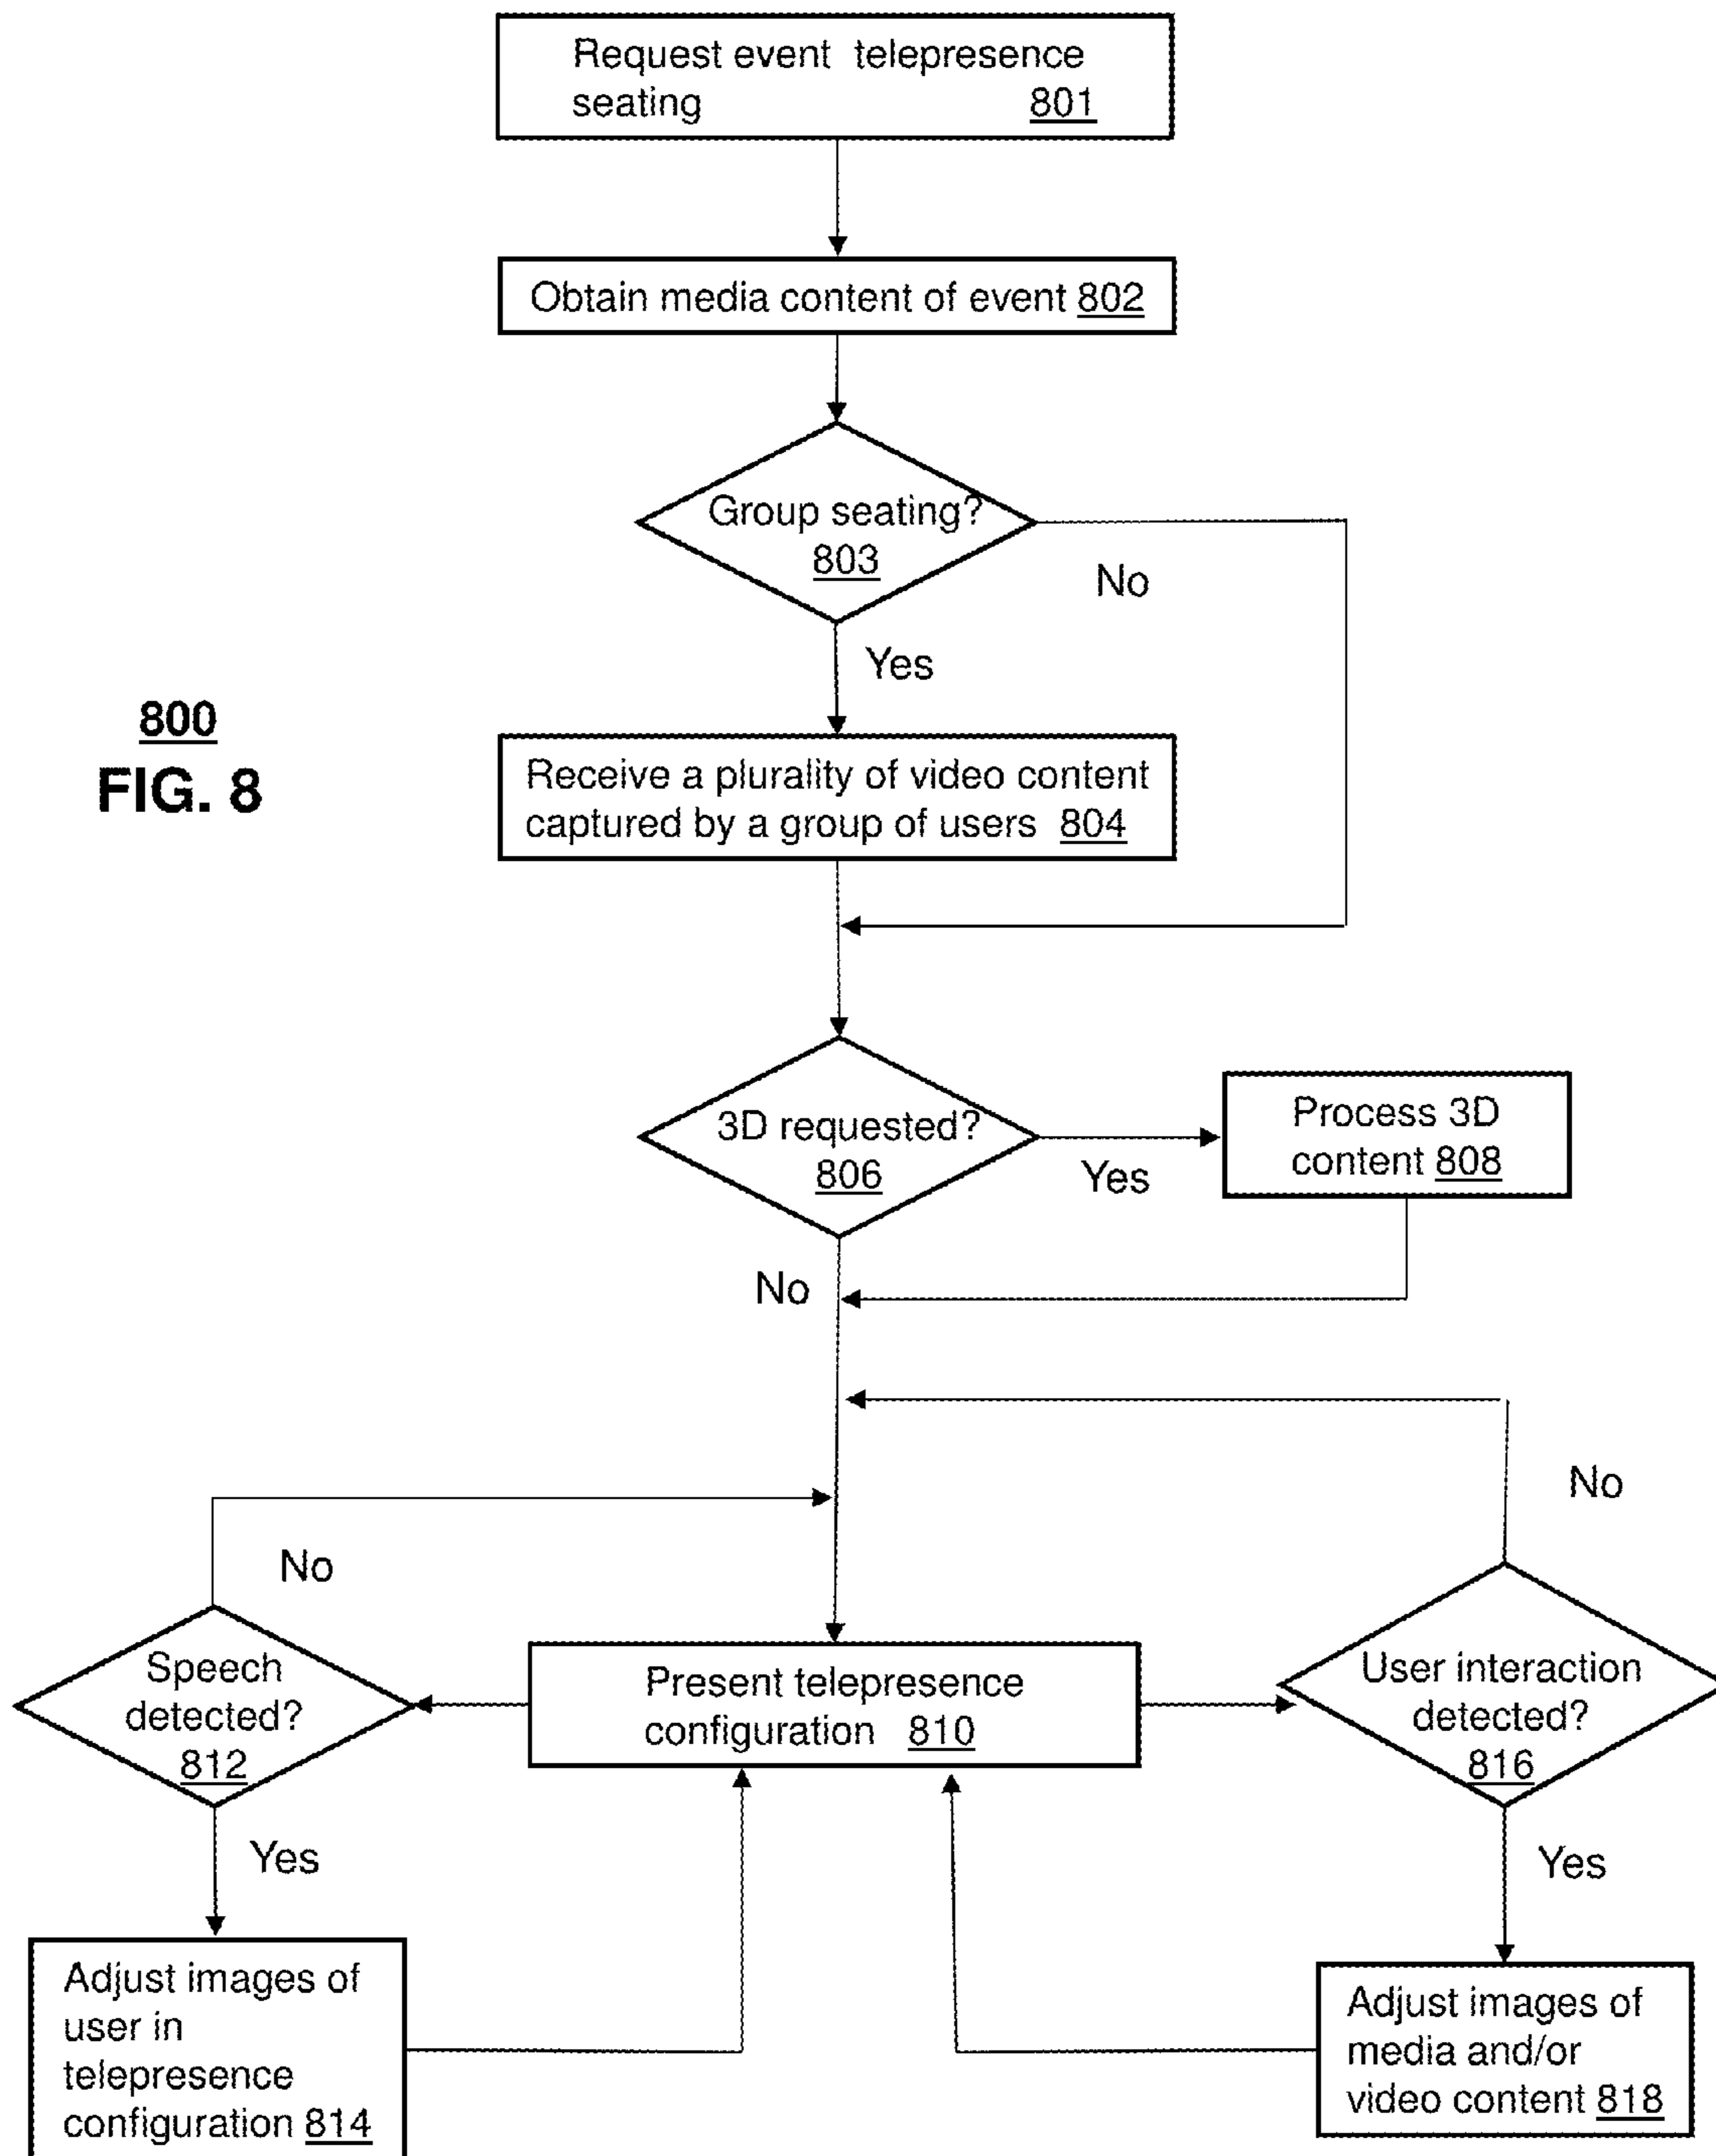 Request event telepresence
seating 801
Obtain media content of event 802
Group seating?
803
No
Yes
800
FIG. 8
Receive a plurality of video content
captured by a group of users 804
3D requested?
806
Yes
Process 3D
content 808
No
No
No
Speech
detected?
812
Present telepresence
configuration 810
User interaction
detected?
816
Yes
Yes
Adjust images of
user in
telepresence
configuration 814
Adjust images of
media and/or
video content 818